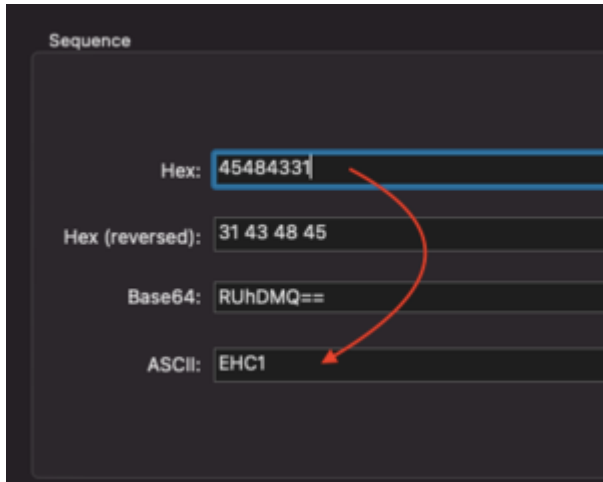 Sequence
Hex: 45484331
Hex (reversed): 31 43 48 45
Base64: RUhDMQ==
ASCII: EHC1